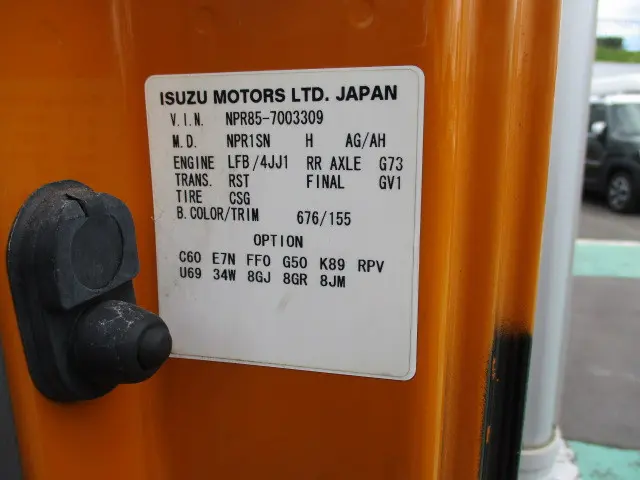 ISUZU MOTORS LTD. JAPAN
V.I.N. NPR85-7003309
M.D. NPR1SN H AG/AH
ENGINE LFB/4JJ1 RR AXLE G73
TRANS. RST FINAL GV1
TIRE CSG
B.COLOR/TRIM 676/155
OPTION
C60 E7N FF0 G50 K89 RPV
U69 34W 8GJ 8GR 8JM